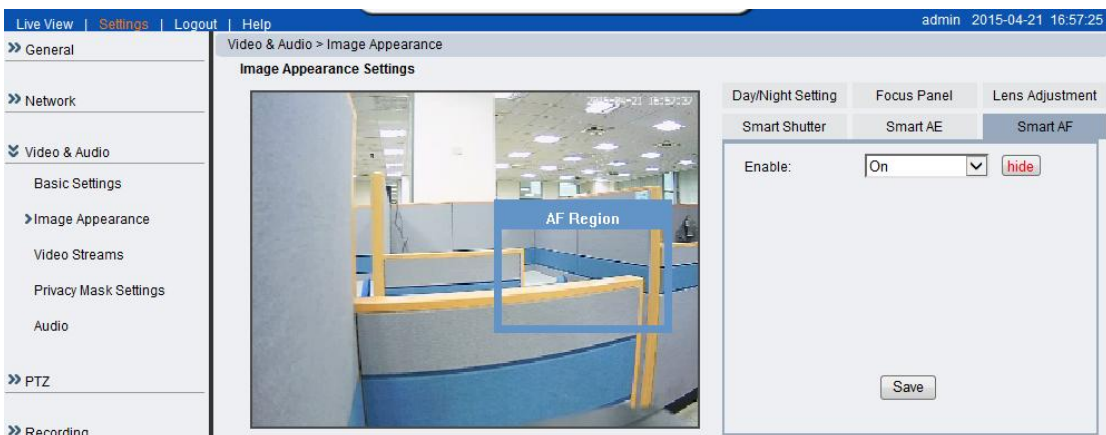 Live View | Settings | Logout | Help
admin 2015-04-21 16:57:25
General
Network
Video & Audio
Basic Settings
Image Appearance
Video Streams
Privacy Mask Settings
Audio
PTZ
Recording
Video & Audio > Image Appearance
Image Appearance Settings
AF Region
Day/Night Setting Focus Panel Lens Adjustment
Smart Shutter Smart AE Smart AF
Enable: On hide
Save